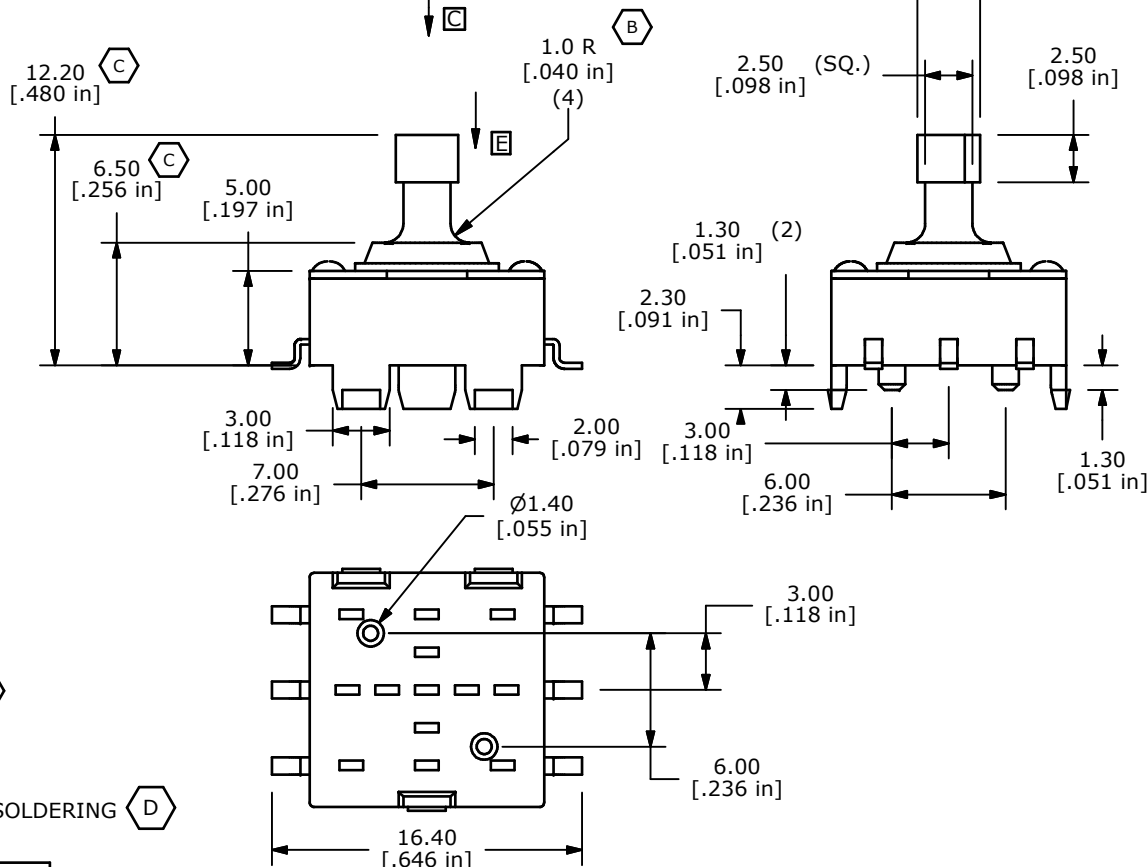 C
B
1.0 R
[.040 in]
(4)
12.20
[.480 in]
C
2.50 (SQ.)
[.098 in]
2.50
[.098 in]
E
6.50
[.256 in]
C
5.00
[.197 in]
1.30 (2)
[.051 in]
2.30
[.091 in]
3.00
[.118 in]
2.00
[.079 in]
3.00
[.118 in]
1.30
[.051 in]
7.00
[.276 in]
6.00
[.236 in]
Ø1.40
[.055 in]
3.00
[.118 in]
6.00
[.236 in]
SOLDERING D
16.40
[.646 in]